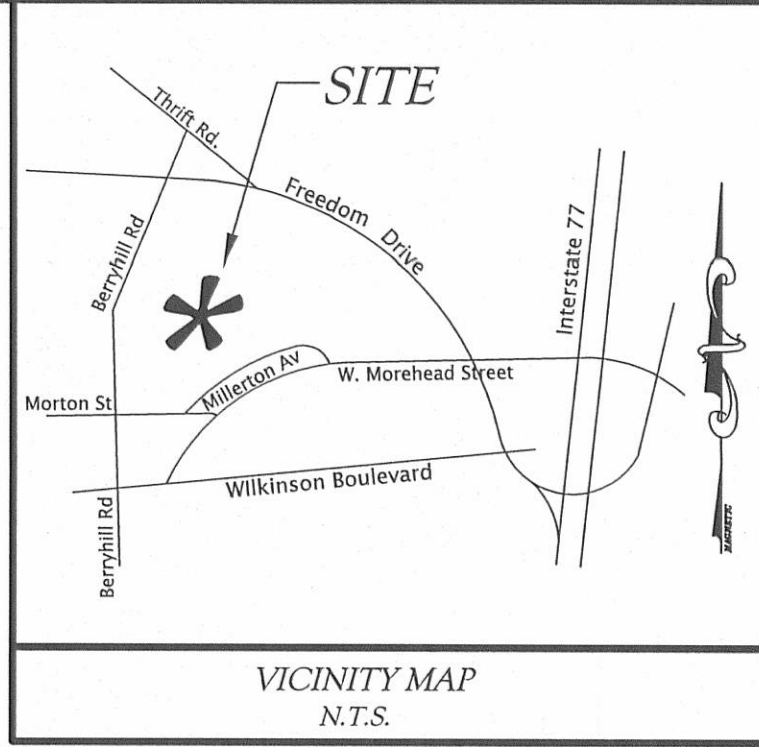 SITE
Thrift Rd.
Freedom Drive
Berryhill Rd
Interstate 77
Millerton Av
W. Morehead Street
Morton St
Wilkinson Boulevard
Berryhill Rd
MAGNETIC
VICINITY MAP
N.T.S.